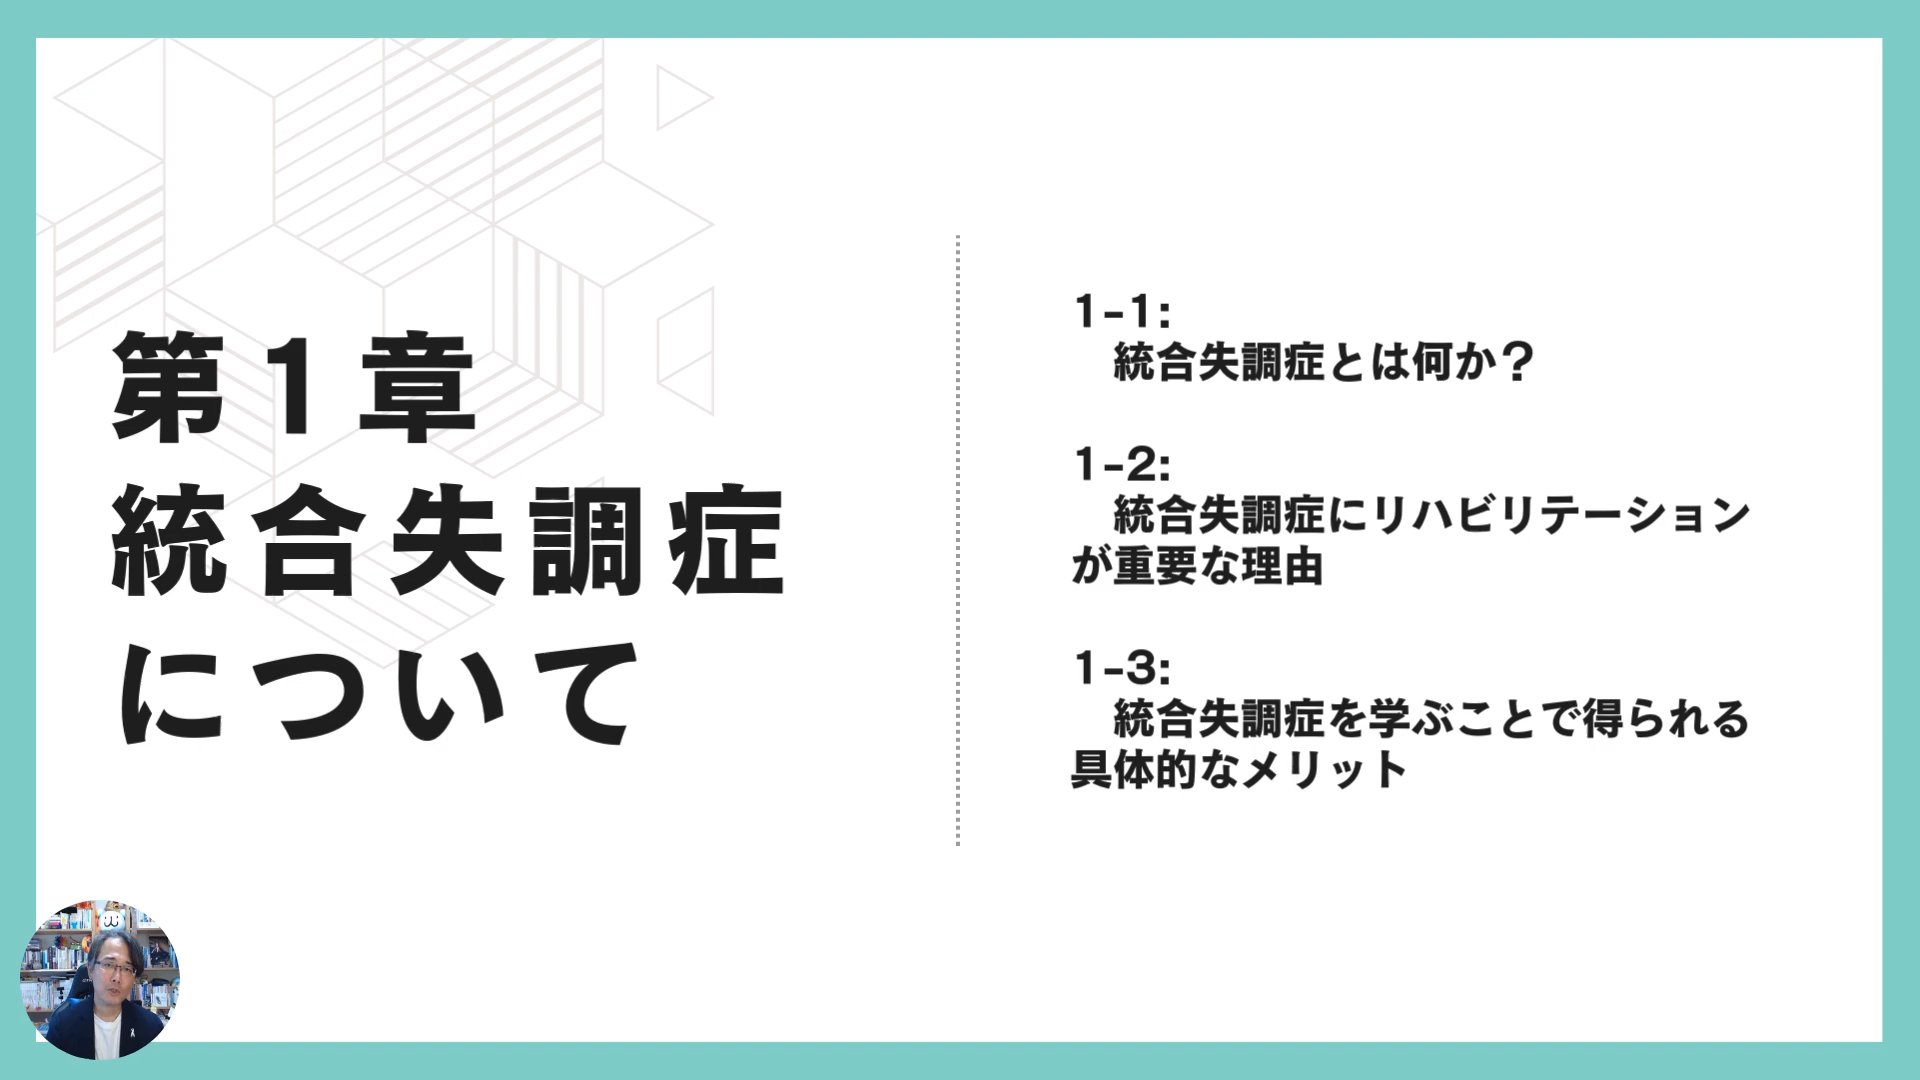 第1章
統合失調症
について
1-1:
統合失調症とは何か？
1-2:
統合失調症にリハビリテーション
が重要な理由
1-3:
統合失調症を学ぶことで得られる
具体的なメリット